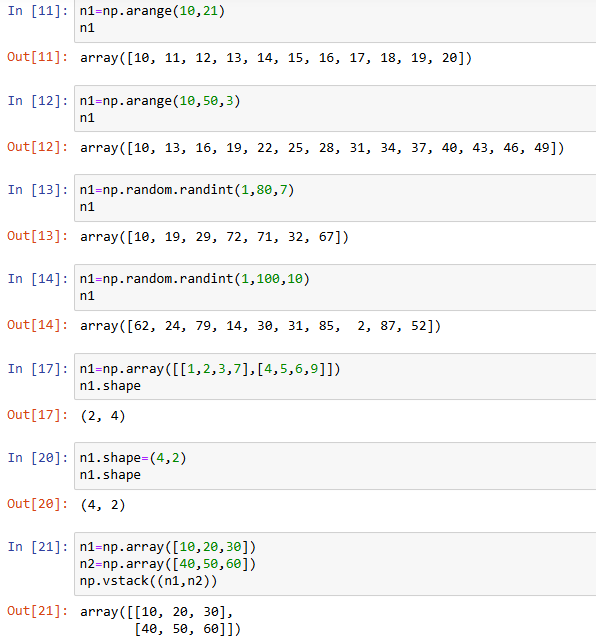 In [11]: n1=np.arange(10,21)
n1
Out[11]: array([10, 11, 12, 13, 14, 15, 16, 17, 18, 19, 20])
In [12]: n1=np.arange(10,50,3)
n1
Out[12]: array([10, 13, 16, 19, 22, 25, 28, 31, 34, 37, 40, 43, 46, 49])
In [13]: n1=np.random.randint(1,80,7)
n1
Out[13]: array([10, 19, 29, 72, 71, 32, 67])
In [14]: n1=np.random.randint(1,100,10)
n1
Out[14]: array([62, 24, 79, 14, 30, 31, 85,  2, 87, 52])
In [17]: n1=np.array([[1,2,3,7],[4,5,6,9]])
n1.shape
Out[17]: (2, 4)
In [20]: n1.shape=(4,2)
n1.shape
Out[20]: (4, 2)
In [21]: n1=np.array([10,20,30])
n2=np.array([40,50,60])
np.vstack((n1,n2))
Out[21]: array([[10, 20, 30],
[40, 50, 60]])